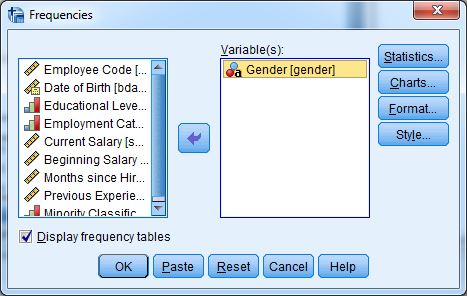 Frequencies
Variable(s):
Employee Code [...
Date of Birth [bda...
Educational Leve...
Employment Cat...
Current Salary [s...
Beginning Salary ...
Months since Hir...
Previous Experie...
Minority Classific...
a Gender [gender]
Statistics...
Charts...
Format...
Style...
Display frequency tables
OK Paste Reset Cancel Help